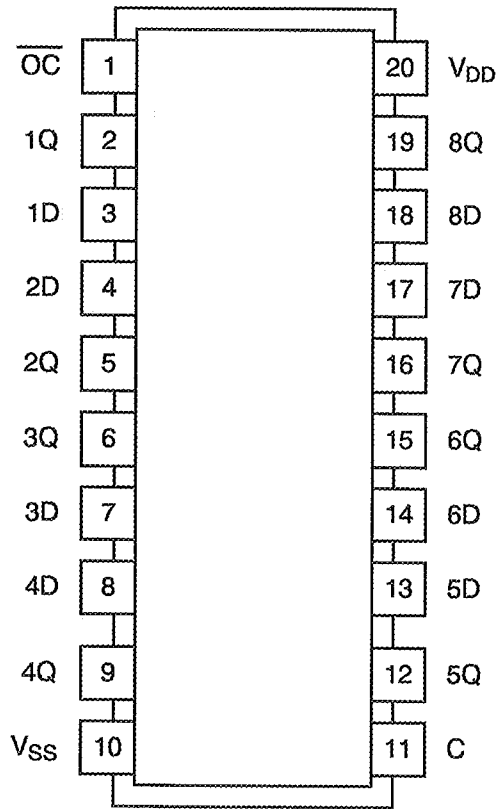 O̅C̅ 1 20 VDD
1Q 2 19 8Q
1D 3 18 8D
2D 4 17 7D
2Q 5 16 7Q
3Q 6 15 6Q
3D 7 14 6D
4D 8 13 5D
4Q 9 12 5Q
VSS 10 11 C